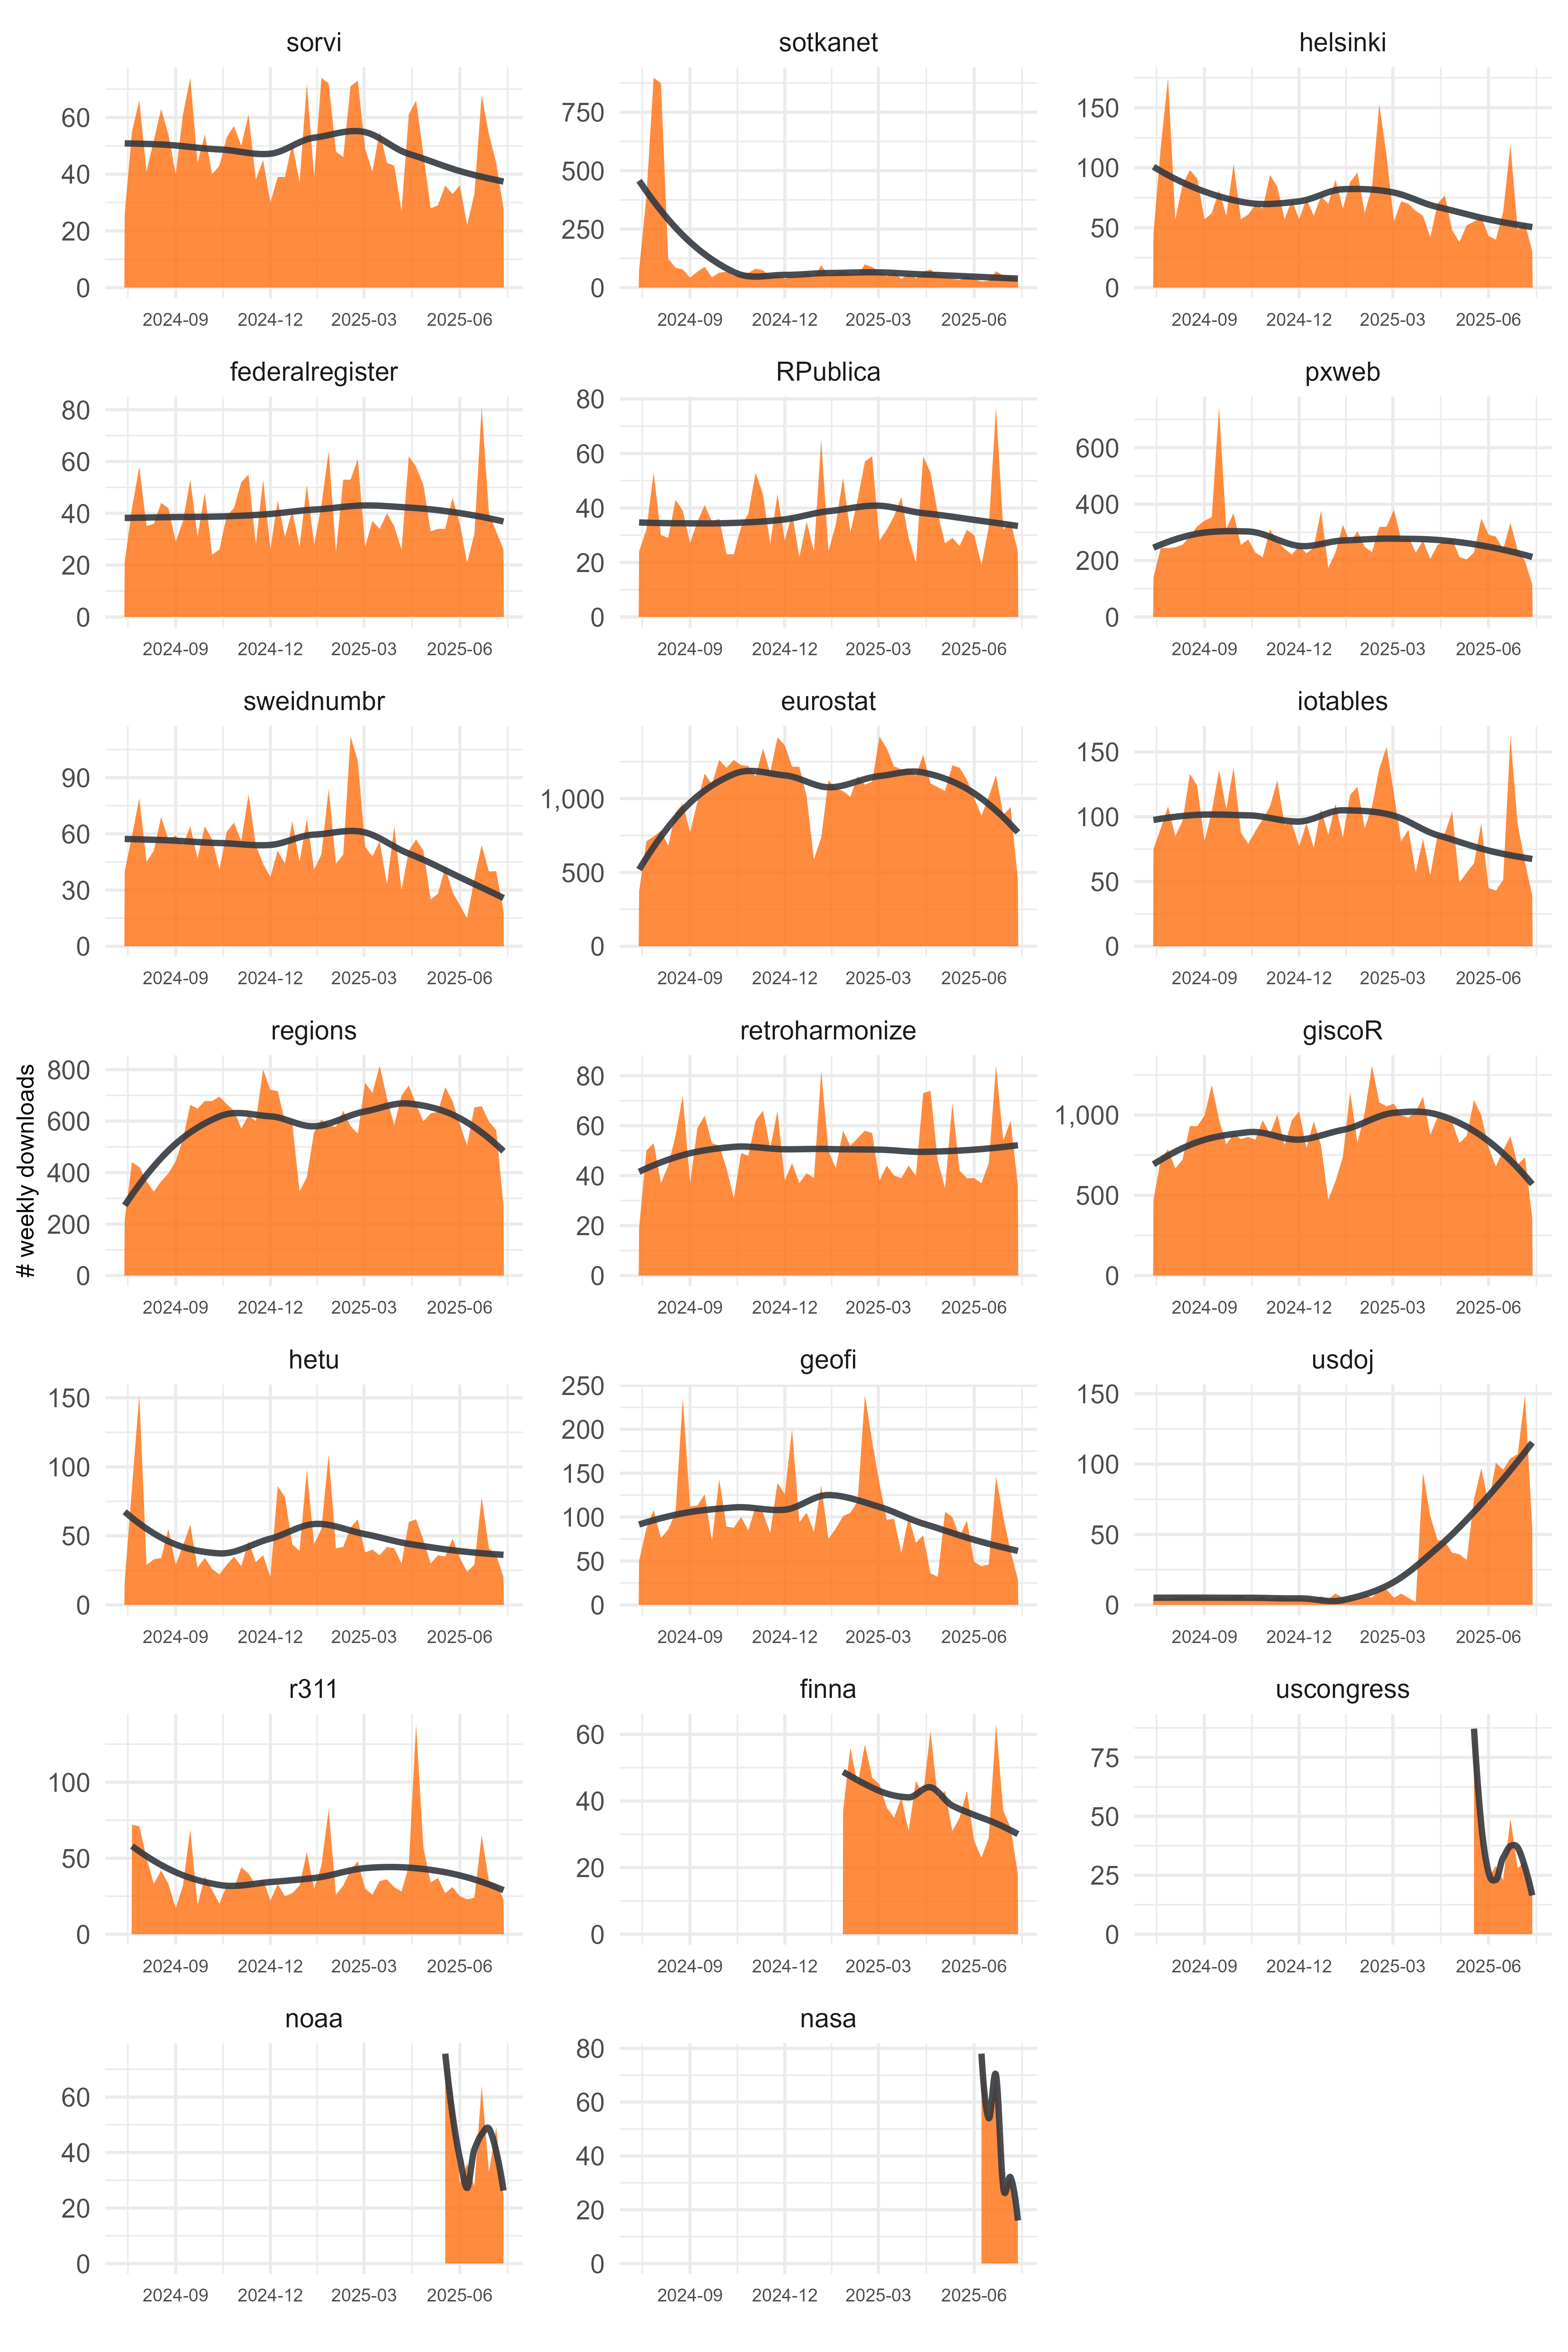 sorvi
sotkanet
helsinki
60
40
20
0
750
500
250
0
150
100
50
0
2024-09 2024-12 2025-03 2025-06
2024-09 2024-12 2025-03 2025-06
2024-09 2024-12 2025-03 2025-06
federalregister
RPublica
pxweb
80
60
40
20
0
80
60
40
20
0
600
400
200
0
2024-09 2024-12 2025-03 2025-06
2024-09 2024-12 2025-03 2025-06
2024-09 2024-12 2025-03 2025-06
sweidnumbr
eurostat
iotables
90
60
30
0
1,000
500
0
150
100
50
0
2024-09 2024-12 2025-03 2025-06
2024-09 2024-12 2025-03 2025-06
2024-09 2024-12 2025-03 2025-06
# weekly downloads
regions
retroharmonize
giscoR
800
600
400
200
0
80
60
40
20
0
1,000
500
0
2024-09 2024-12 2025-03 2025-06
2024-09 2024-12 2025-03 2025-06
2024-09 2024-12 2025-03 2025-06
hetu
geofi
usdoj
150
100
50
0
250
200
150
100
50
0
150
100
50
0
2024-09 2024-12 2025-03 2025-06
2024-09 2024-12 2025-03 2025-06
2024-09 2024-12 2025-03 2025-06
r311
finna
uscongress
100
50
0
60
40
20
0
75
50
25
0
2024-09 2024-12 2025-03 2025-06
2024-09 2024-12 2025-03 2025-06
2024-09 2024-12 2025-03 2025-06
noaa
nasa
60
40
20
0
80
60
40
20
0
2024-09 2024-12 2025-03 2025-06
2024-09 2024-12 2025-03 2025-06